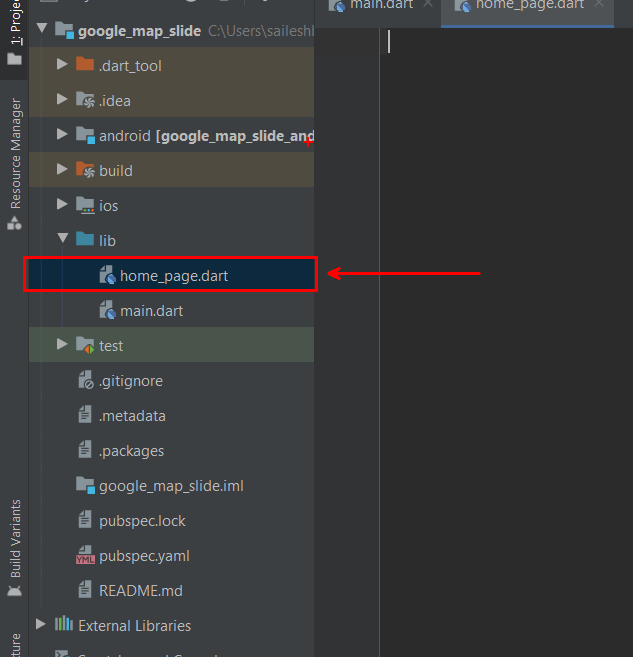 main.dart
home_page.dart
1: Project
google_map_slide C:\Users\sailesh
.dart_tool
.idea
android [google_map_slide_and
build
Resource Manager
ios
lib
home_page.dart
main.dart
test
.gitignore
.metadata
.packages
google_map_slide.iml
Build Variants
pubspec.lock
pubspec.yaml
README.md
External Libraries